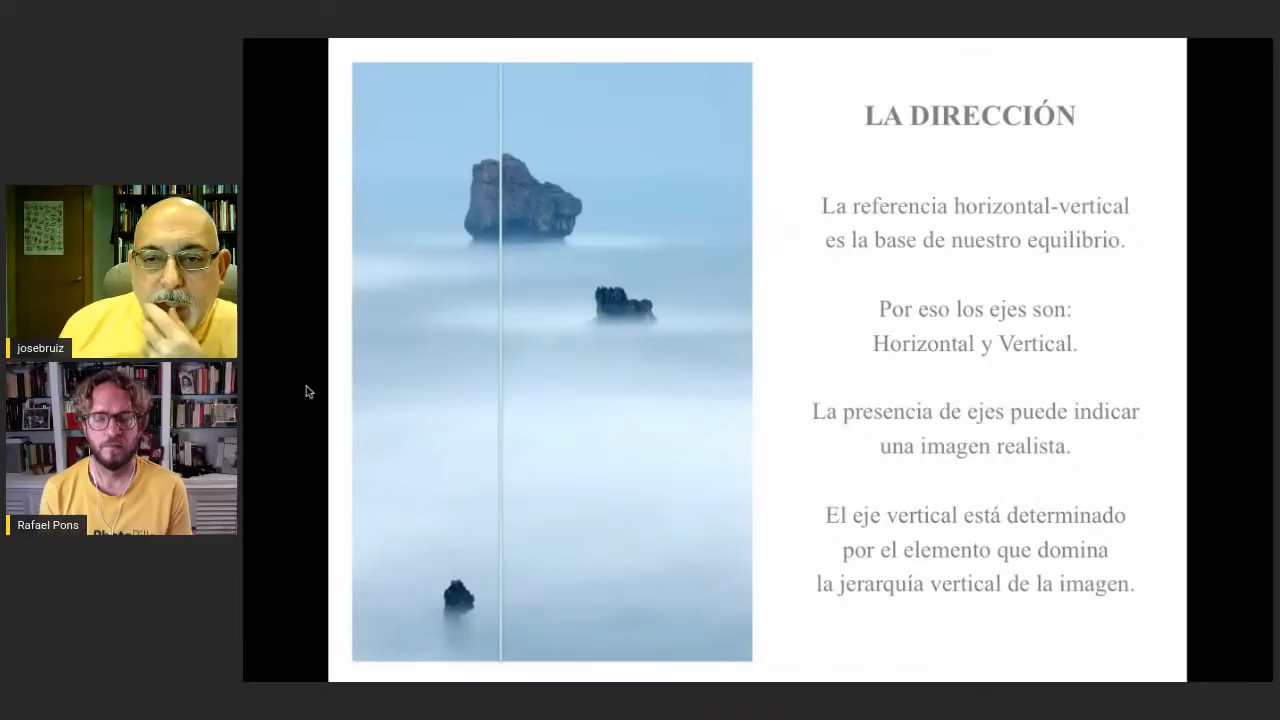 LA DIRECCIÓN
La referencia horizontal-vertical
es la base de nuestro equilibrio.
Por eso los ejes son:
Horizontal y Vertical.
La presencia de ejes puede indicar
una imagen realista.
El eje vertical está determinado
por el elemento que domina
la jerarquía vertical de la imagen.
josebruiz
Rafael Pons